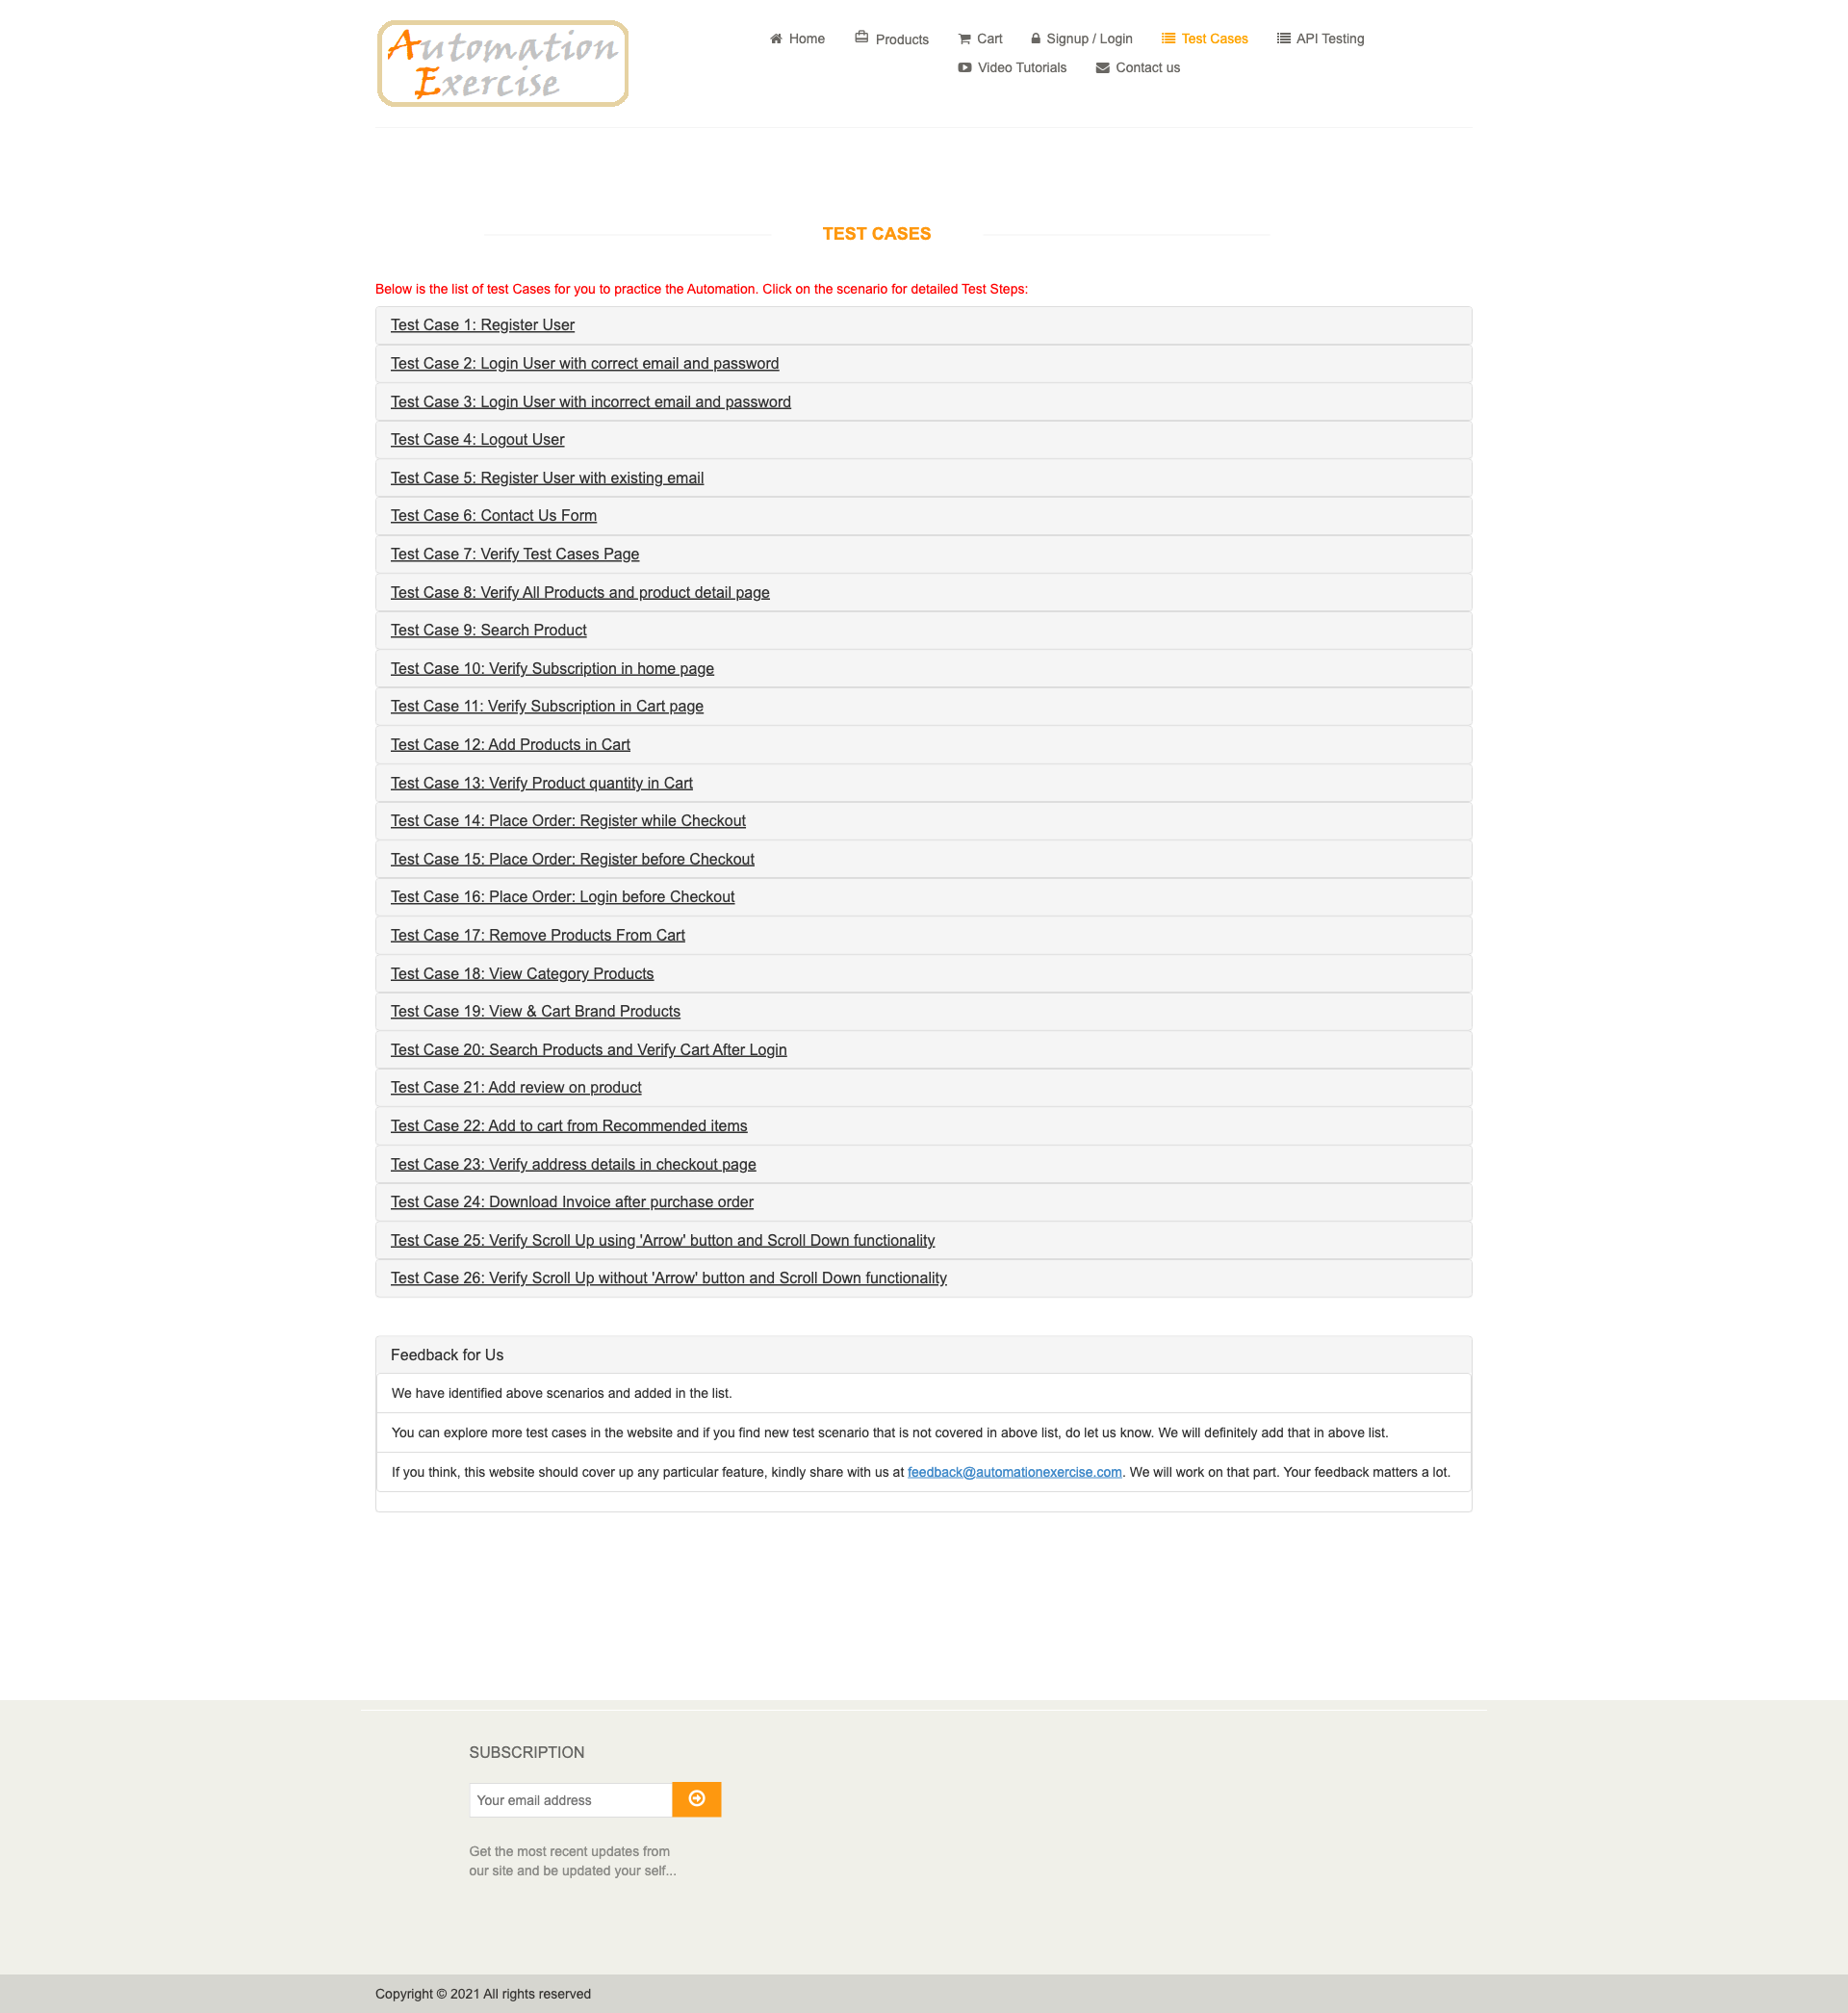 Automation
Exercise
Home Products Cart Signup / Login Test Cases API Testing
Video Tutorials Contact us
TEST CASES
Below is the list of test Cases for you to practice the Automation. Click on the scenario for detailed Test Steps:
Test Case 1: Register User
Test Case 2: Login User with correct email and password
Test Case 3: Login User with incorrect email and password
Test Case 4: Logout User
Test Case 5: Register User with existing email
Test Case 6: Contact Us Form
Test Case 7: Verify Test Cases Page
Test Case 8: Verify All Products and product detail page
Test Case 9: Search Product
Test Case 10: Verify Subscription in home page
Test Case 11: Verify Subscription in Cart page
Test Case 12: Add Products in Cart
Test Case 13: Verify Product quantity in Cart
Test Case 14: Place Order: Register while Checkout
Test Case 15: Place Order: Register before Checkout
Test Case 16: Place Order: Login before Checkout
Test Case 17: Remove Products From Cart
Test Case 18: View Category Products
Test Case 19: View & Cart Brand Products
Test Case 20: Search Products and Verify Cart After Login
Test Case 21: Add review on product
Test Case 22: Add to cart from Recommended items
Test Case 23: Verify address details in checkout page
Test Case 24: Download Invoice after purchase order
Test Case 25: Verify Scroll Up using 'Arrow' button and Scroll Down functionality
Test Case 26: Verify Scroll Up without 'Arrow' button and Scroll Down functionality
Feedback for Us
We have identified above scenarios and added in the list.
You can explore more test cases in the website and if you find new test scenario that is not covered in above list, do let us know. We will definitely add that in above list.
If you think, this website should cover up any particular feature, kindly share with us at feedback@automationexercise.com. We will work on that part. Your feedback matters a lot.
SUBSCRIPTION
Your email address
Get the most recent updates from
our site and be updated your self...
Copyright © 2021 All rights reserved